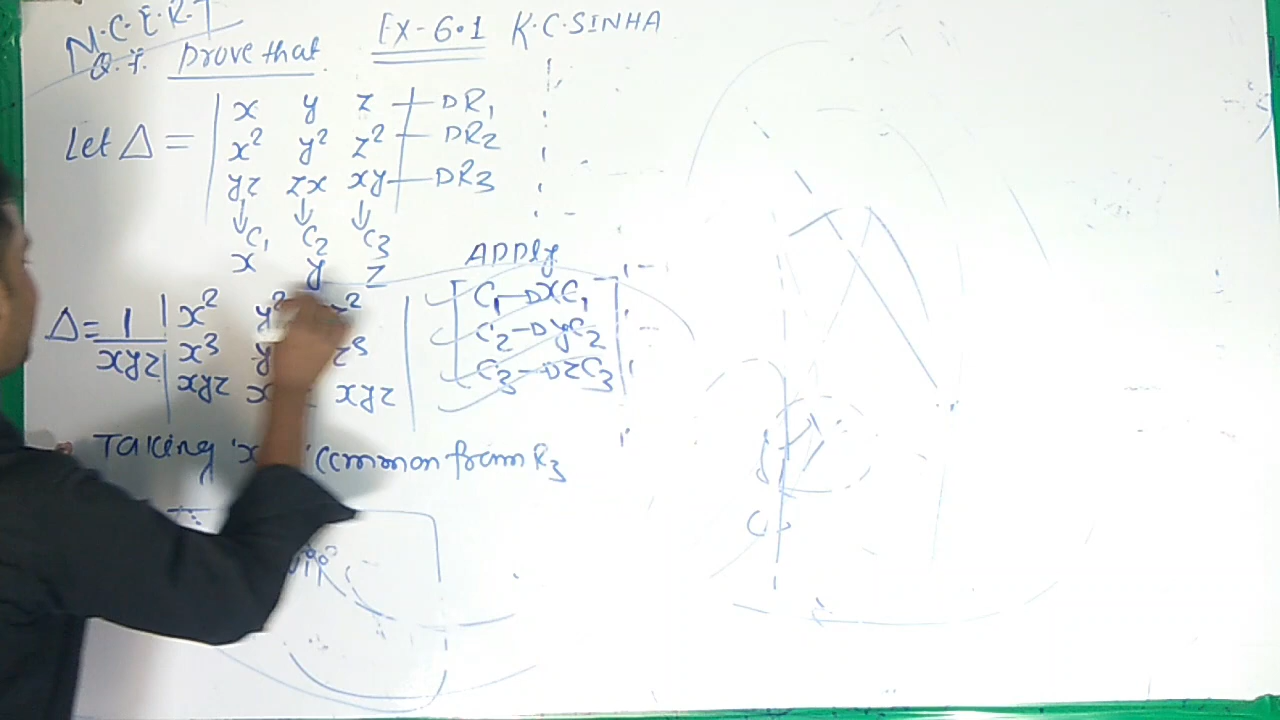 N.C.E.R.T
EX-6.1 K.C.SINHA
Q.7. prove that
Let Δ = | x y z | → R₁
| x² y² z² | → R₂
| yz zx xy | → R₃
↓ ↓ ↓
C₁ C₂ C₃
x y z
APPly
Δ = 1/xyz | x² y² z² |
| x³ y z³ |
| xyz x xyz |
C₁→xC₁
C₂→yC₂
C₃→zC₃
Taking 'x ' Common from R₃